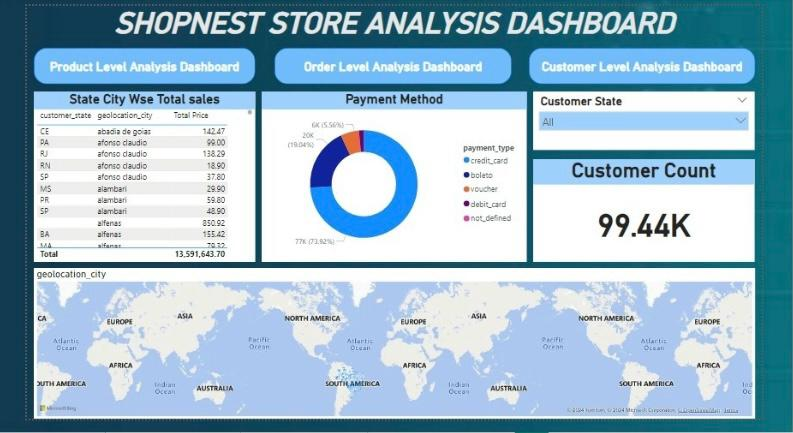 SHOPNEST STORE ANALYSIS DASHBOARD
Product Level Analysis Dashboard
Order Level Analysis Dashboard
Customer Level Analysis Dashboard
State City Wse Total sales
customer_state geolocation_city Total Price
CE abadia de goias 142.47
PA afonso claudio 99.00
RJ afonso claudio 138.29
RN afonso claudio 18.90
SP afonso claudio 37.80
MS alambari 29.90
PR alambari 59.80
SP alambari 48.90
alfenas 850.92
BA alfenas 155.42
MA alfenas 79.32
Total 13,591,643.70
Payment Method
6K (5.56%)
20K
(19.04%)
77K (73.92%)
payment_type
credit_card
boleto
voucher
debit_card
not_defined
Customer State
All
Customer Count
99.44K
geolocation_city
CA
EUROPE
ASIA
NORTH AMERICA
EUROPE
ASIA
NORTH AMERICA
EUROPE
Atlantic
Ocean
Pacific
Ocean
Atlantic
Ocean
Pacific
Ocean
Atlantic
Ocean
AFRICA
AFRICA
AFRICA
OUTH AMERICA
Indian
Ocean
AUSTRALIA
SOUTH AMERICA
Indian
Ocean
AUSTRALIA
SOUTH AMERICA
Ind
Oc
Microsoft Bing
© 2024 TomTom, © 2024 Microsoft Corporation, © OpenStreetMap Terms